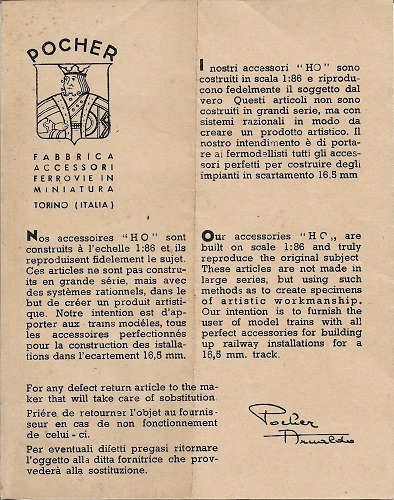 POCHER
FABBRICA
ACCESSORI
FERROVIE IN
MINIATURA
TORINO (ITALIA)
I nostri accessori "HO" sono
costruiti in scala 1:86 e riprodu-
cono fedelmente il soggetto dal
vero Questi articoli non sono
costruiti in grandi serie, ma con
sistemi razionali in modo da
creare un prodotto artistico. Il
nostro intendimento è di porta-
re ai fermodellisti tutti gli acces-
sori perfetti per costruire degli
impianti in scartamento 16,5 mm
Nos accessoires "HO" sont
construits à l'echelle 1:86 et, ils
reproduisent fidelement le sujet.
Ces articles ne sont pas constru-
its en grande série, mais avec
des systèmes rationnels, dans le
but de créer un produit artisti-
que. Notre intention est d'ap-
porter aux trains modéles, tous
les accessoires perfectionnés
pour la construction des istalla-
tions dans l'ecartement 16,5 mm.
Our accessories "HO,, are
built on scale 1:86 and truly
reproduce the original subject
These articles are not made in
large series, but using such
methods as to create specimens
of artistic workmanship.
Our intention is to furnish the
user of model trains with all
perfect accessories for building
up railway installations for a
16,5 mm. track.
For any defect return article to the ma-
ker that will take care of sobstitution
Priére de retourner l'objet au fournis-
seur en cas de non fonctionnement
de celui-ci.
Per eventuali difetti pregasi ritornare
l'oggetto alla ditta fornitrice che prov-
vederà alla sostituzione.
Pocher
Arnaldo